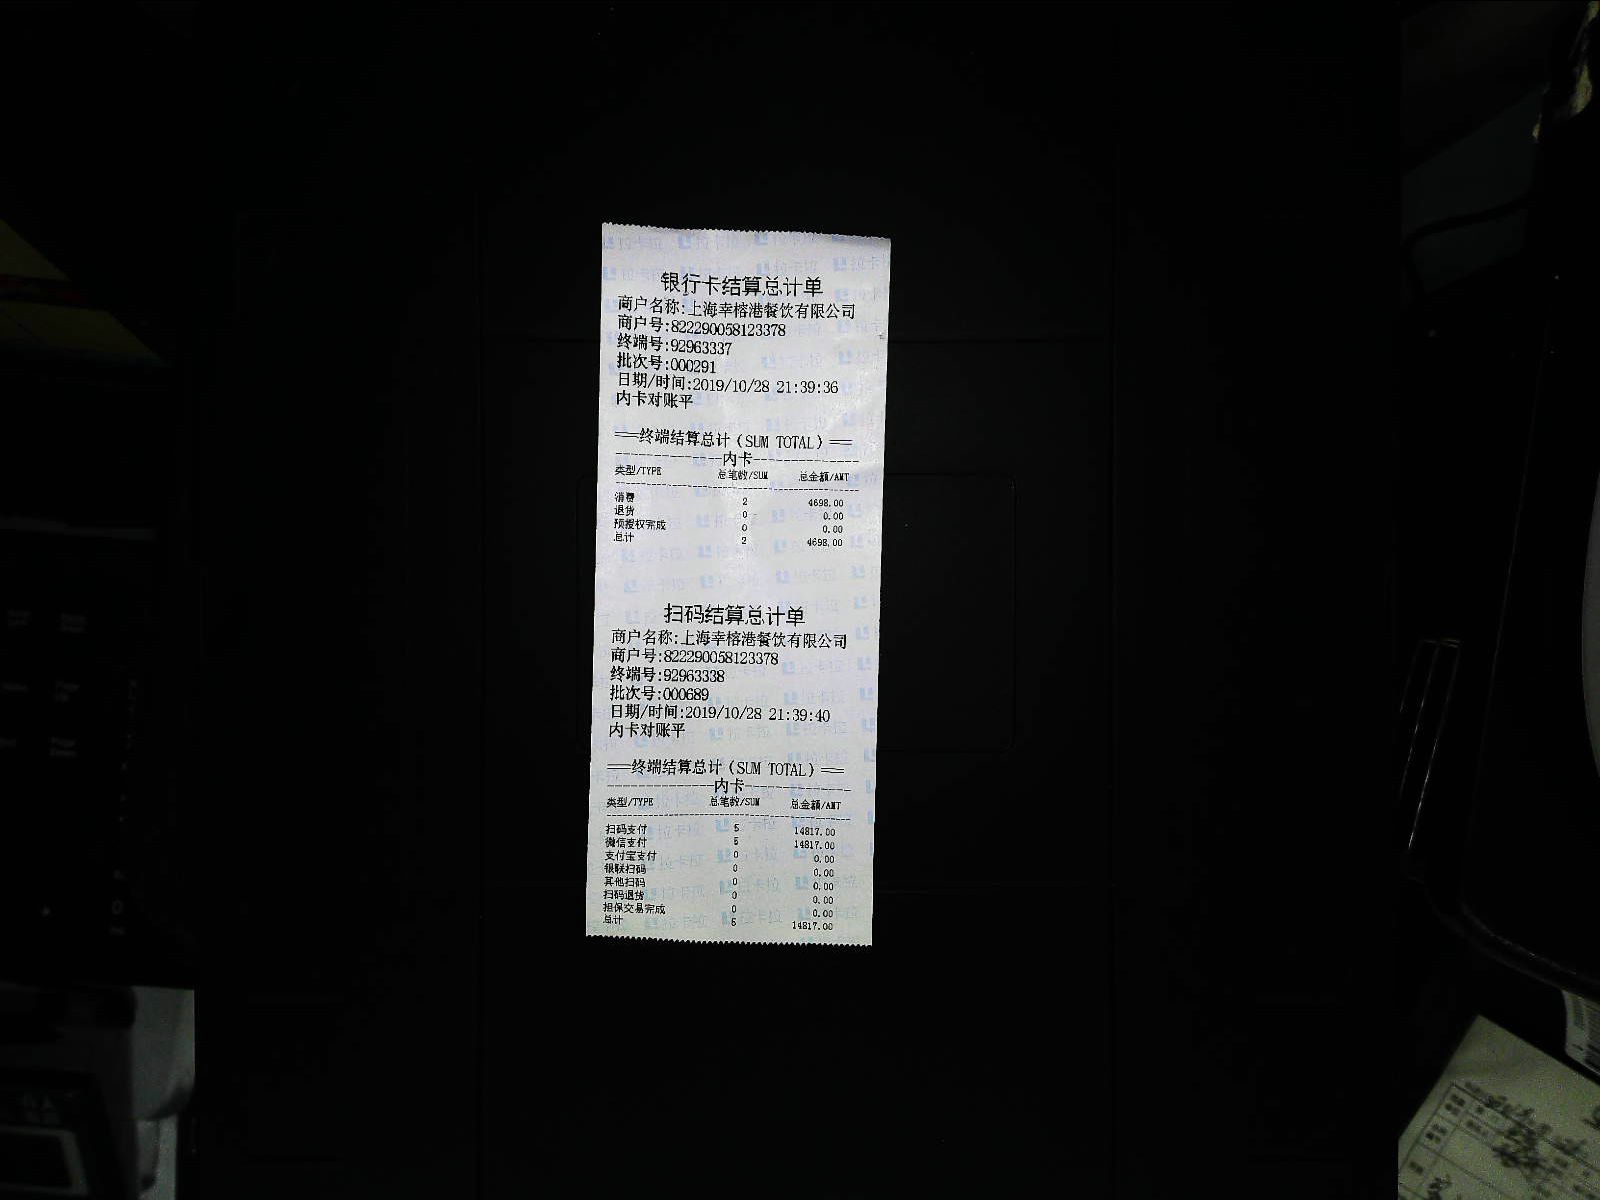 银行卡结算总计单
商户名称:上海幸榕港餐饮有限公司
商户号:822290058123378
终端号:92963337
批次号:000291
日期/时间:2019/10/28 21:39:36
内卡对账平
===终端结算总计(SUM TOTAL)===
---------------内卡---------------
类型/TYPE 总笔数/SUM 总金额/AMT
消费 2 4698.00
退货 0 0.00
预授权完成 0 0.00
总计 2 4698.00
扫码结算总计单
商户名称:上海幸榕港餐饮有限公司
商户号:822290058123378
终端号:92963338
批次号:000689
日期/时间:2019/10/28 21:39:40
内卡对账平
===终端结算总计(SUM TOTAL)===
---------------内卡---------------
类型/TYPE 总笔数/SUM 总金额/AMT
扫码支付 5 14817.00
微信支付 5 14817.00
支付宝支付 0 0.00
银联扫码 0 0.00
其他扫码 0 0.00
扫码退货 0 0.00
担保交易完成 0 0.00
总计 5 14817.00